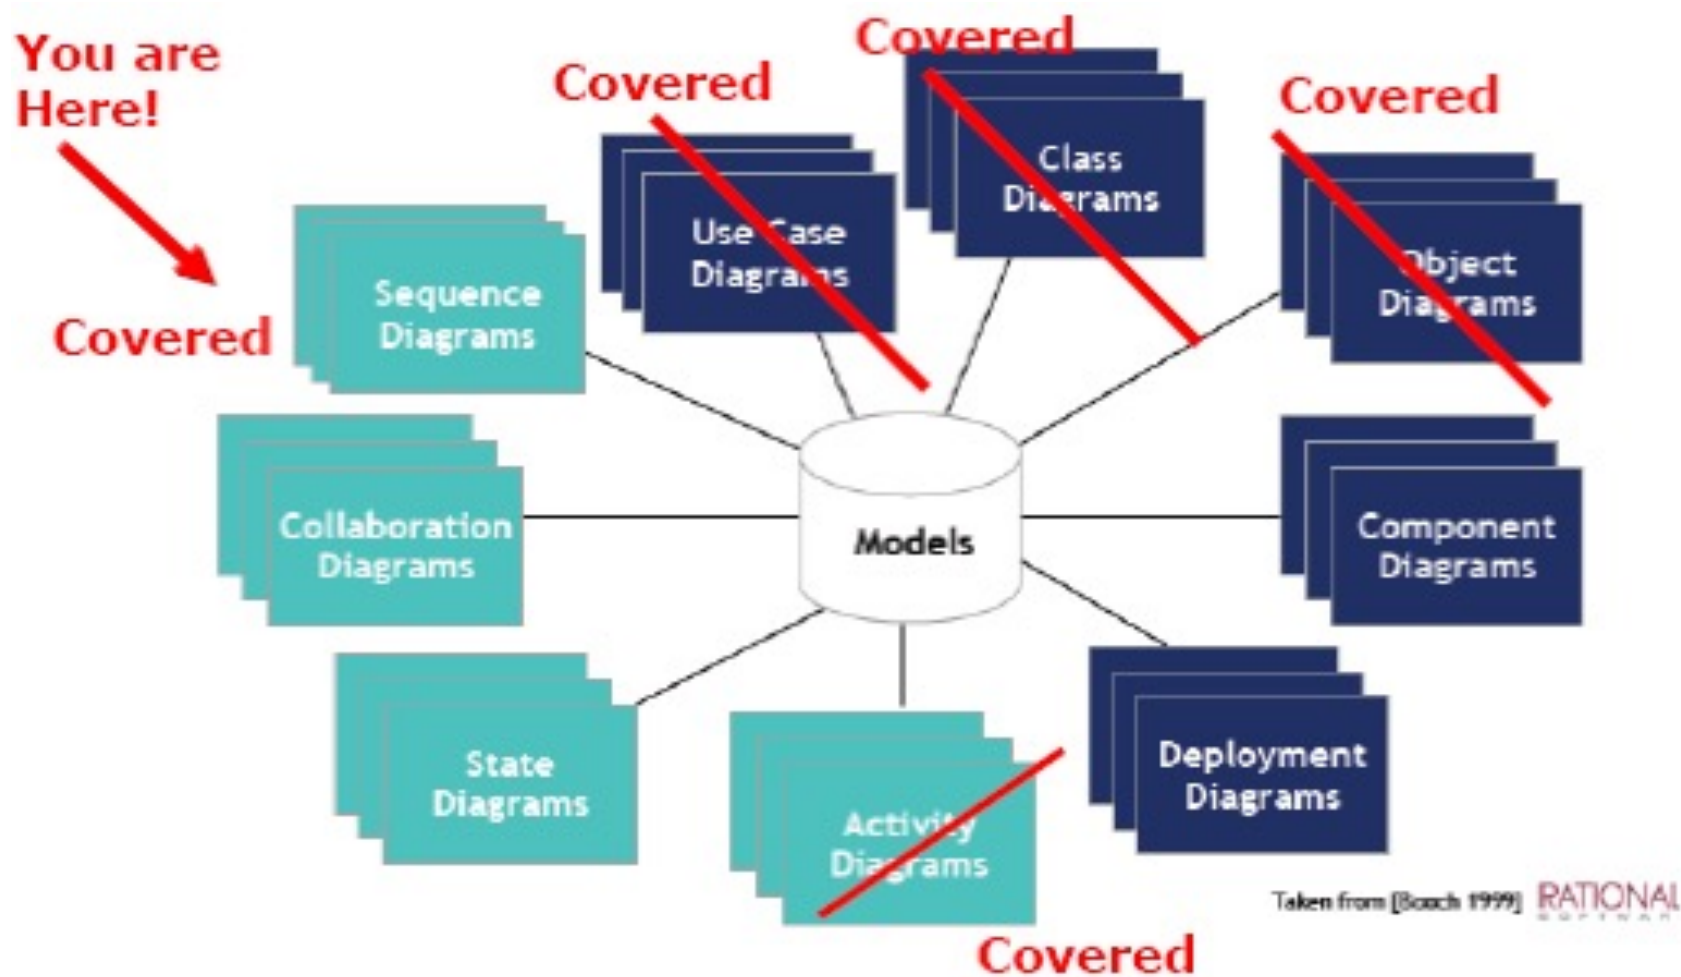 You are
Here!
Covered
Covered
Covered
Class
Diagrams
Use Case
Diagrams
Object
Diagrams
Sequence
Diagrams
Covered
Collaboration
Diagrams
Models
Component
Diagrams
State
Diagrams
Activity
Diagrams
Deployment
Diagrams
Taken from [Booch 1999]
RATIONAL
Covered